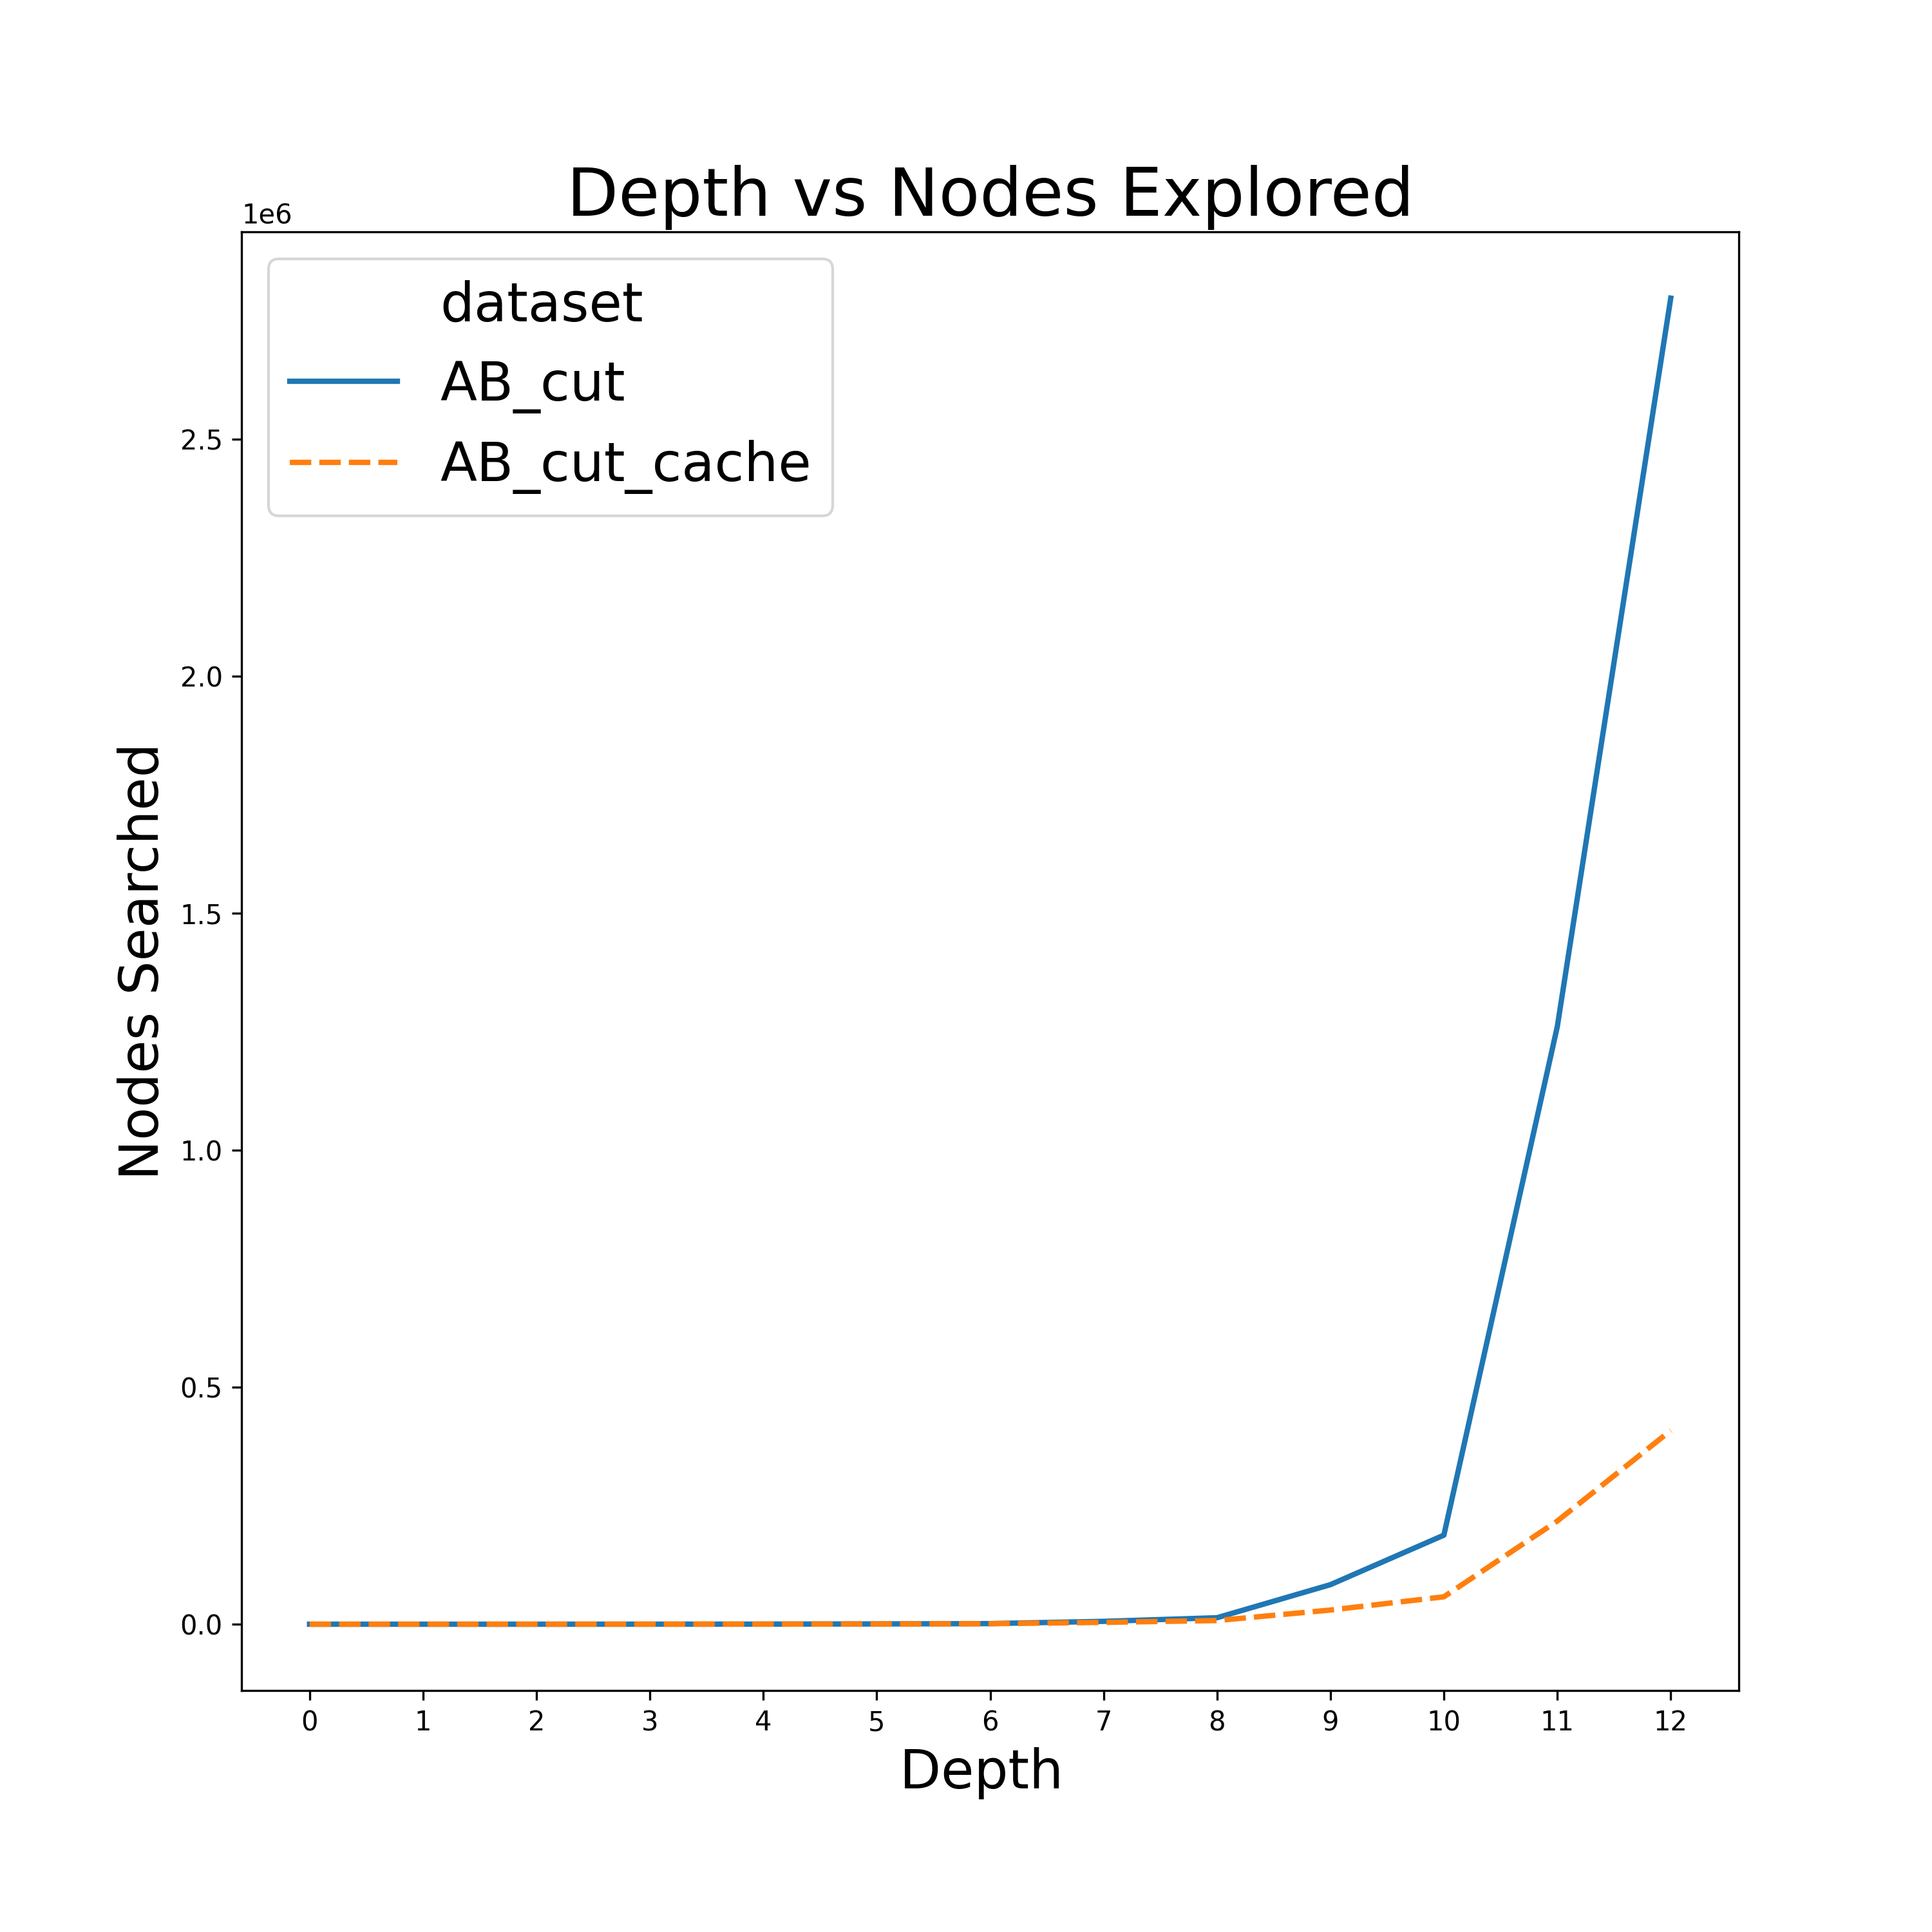 Depth vs Nodes Explored
1e6
dataset
AB_cut
AB_cut_cache
2.5
2.0
1.5
1.0
0.5
0.0
Nodes Searched
0 1 2 3 4 5 6 7 8 9 10 11 12
Depth